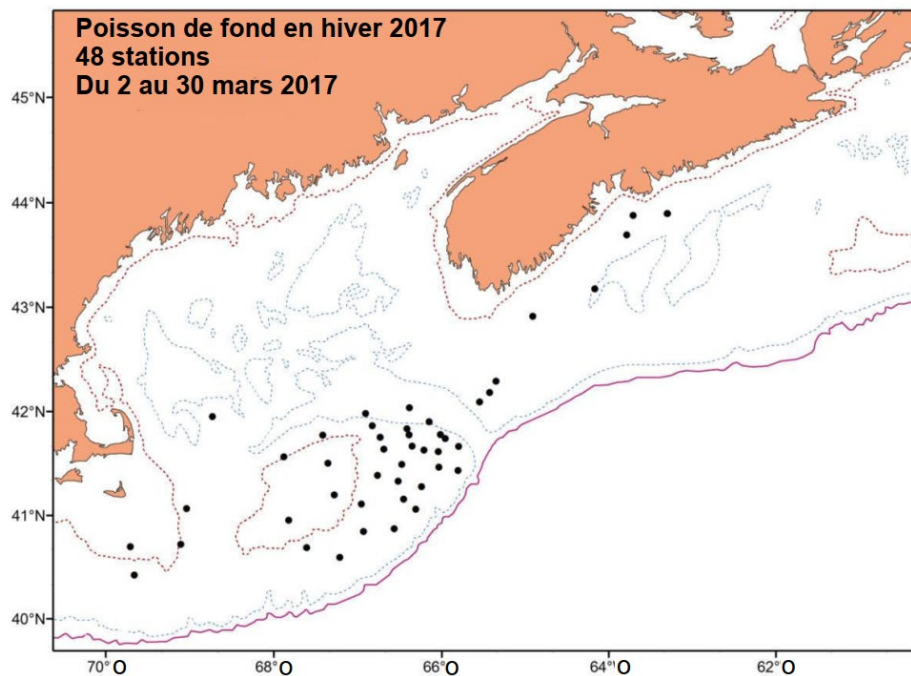 Poisson de fond en hiver 2017
48 stations
Du 2 au 30 mars 2017
45°N
44°N
43°N
42°N
41°N
40°N
70°O
68°O
66°O
64°O
62°O